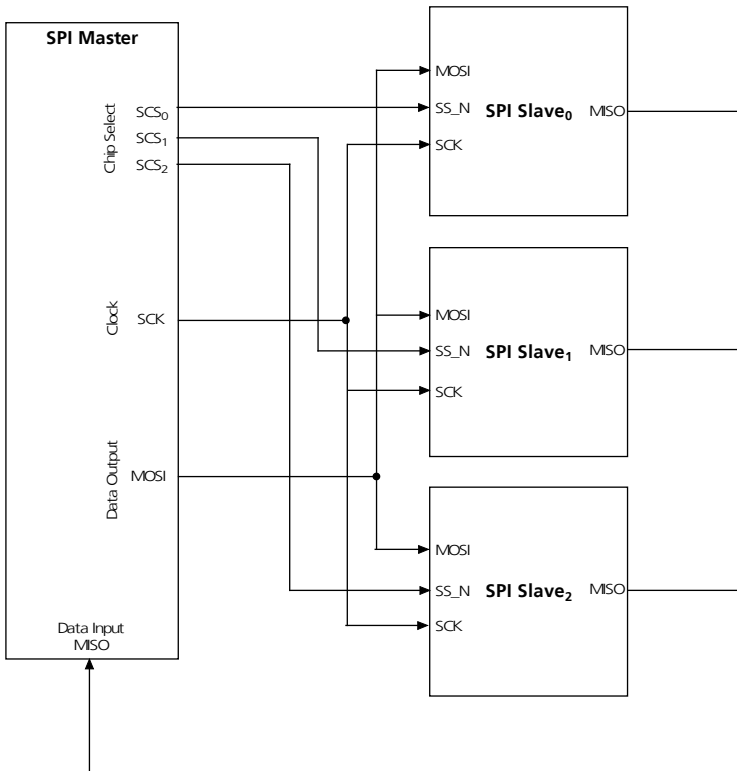 SPI Master
Chip Select
SCS0
SCS1
SCS2
Clock
SCK
Data Output
MOSI
Data Input
MISO
MOSI
SS_N
SCK
SPI Slave0
MISO
MOSI
SS_N
SCK
SPI Slave1
MISO
MOSI
SS_N
SCK
SPI Slave2
MISO